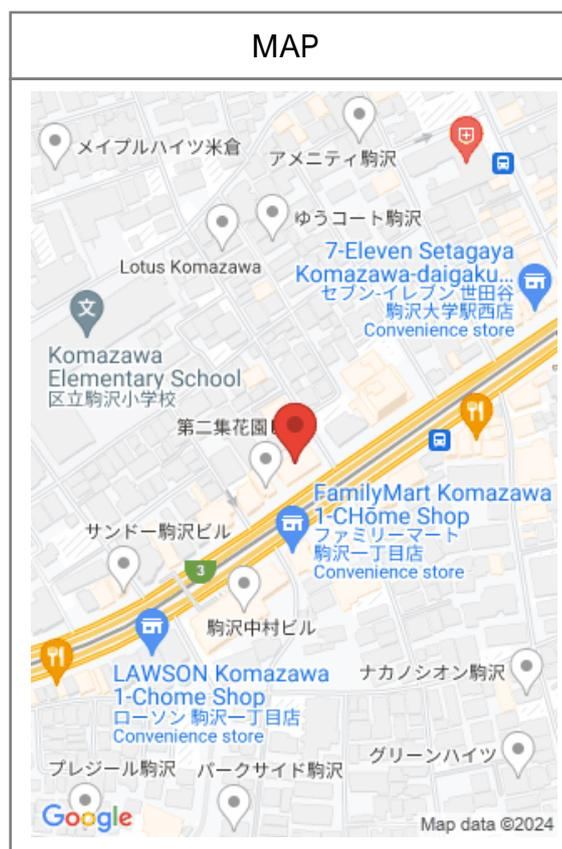 MAP
メイプルハイツ米倉
アメニティ駒沢
ゆうコート駒沢
Lotus Komazawa
7-Eleven Setagaya
Komazawa-daigaku...
セブン-イレブン 世田谷
駒沢大学駅西店
Convenience store
文
Komazawa
Elementary School
区立駒沢小学校
第二集花園
FamilyMart Komazawa
1-CHōme Shop
ファミリーマート
駒沢一丁目店
Convenience store
サンドー駒沢ビル
3
駒沢中村ビル
LAWSON Komazawa
1-Chome Shop
ローソン 駒沢一丁目店
Convenience store
ナカノシオン駒沢
グリーンハイツ
プレジール駒沢
パークサイド駒沢
Google
Map data ©2024